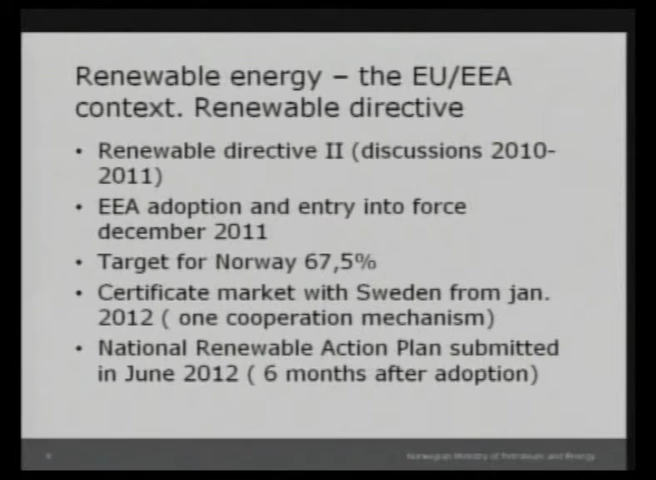 Renewable energy – the EU/EEA
context. Renewable directive
• Renewable directive II (discussions 2010-
2011)
• EEA adoption and entry into force
december 2011
• Target for Norway 67,5%
• Certificate market with Sweden from jan.
2012 ( one cooperation mechanism)
• National Renewable Action Plan submitted
in June 2012 ( 6 months after adoption)
Norwegian Ministry of Petroleum and Energy